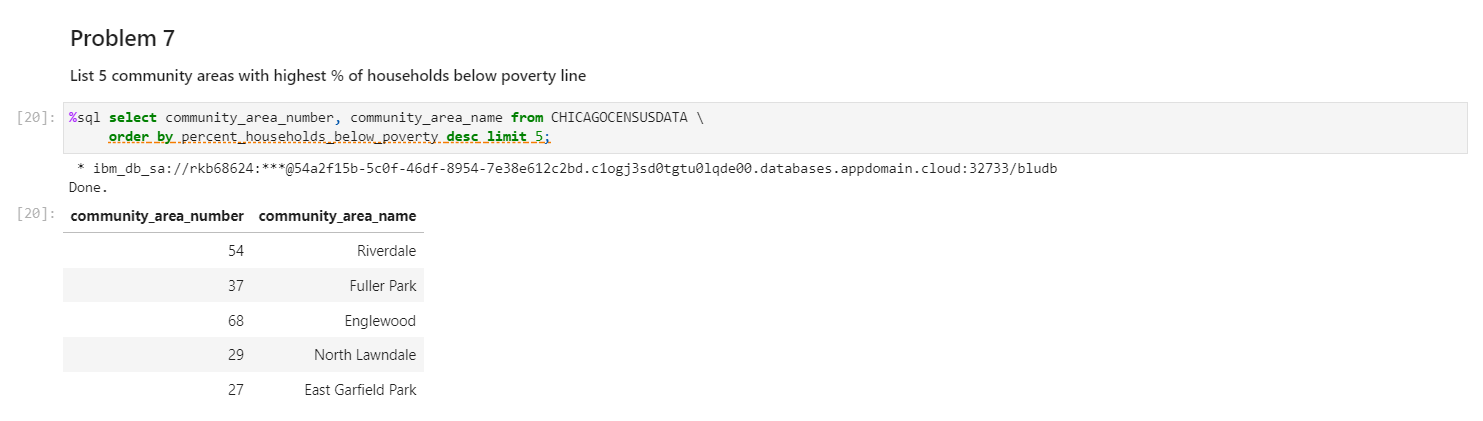 Problem 7
List 5 community areas with highest % of households below poverty line
[20]: %sql select community_area_number, community_area_name from CHICAGOCENSUSDATA \
order by percent_households_below_poverty desc limit 5;
* ibm_db_sa://rkb68624:***@54a2f15b-5c0f-46df-8954-7e38e612c2bd.c1ogj3sd0tgtu0lqde00.databases.appdomain.cloud:32733/bludb
Done.
[20]: community_area_number community_area_name
54 Riverdale
37 Fuller Park
68 Englewood
29 North Lawndale
27 East Garfield Park